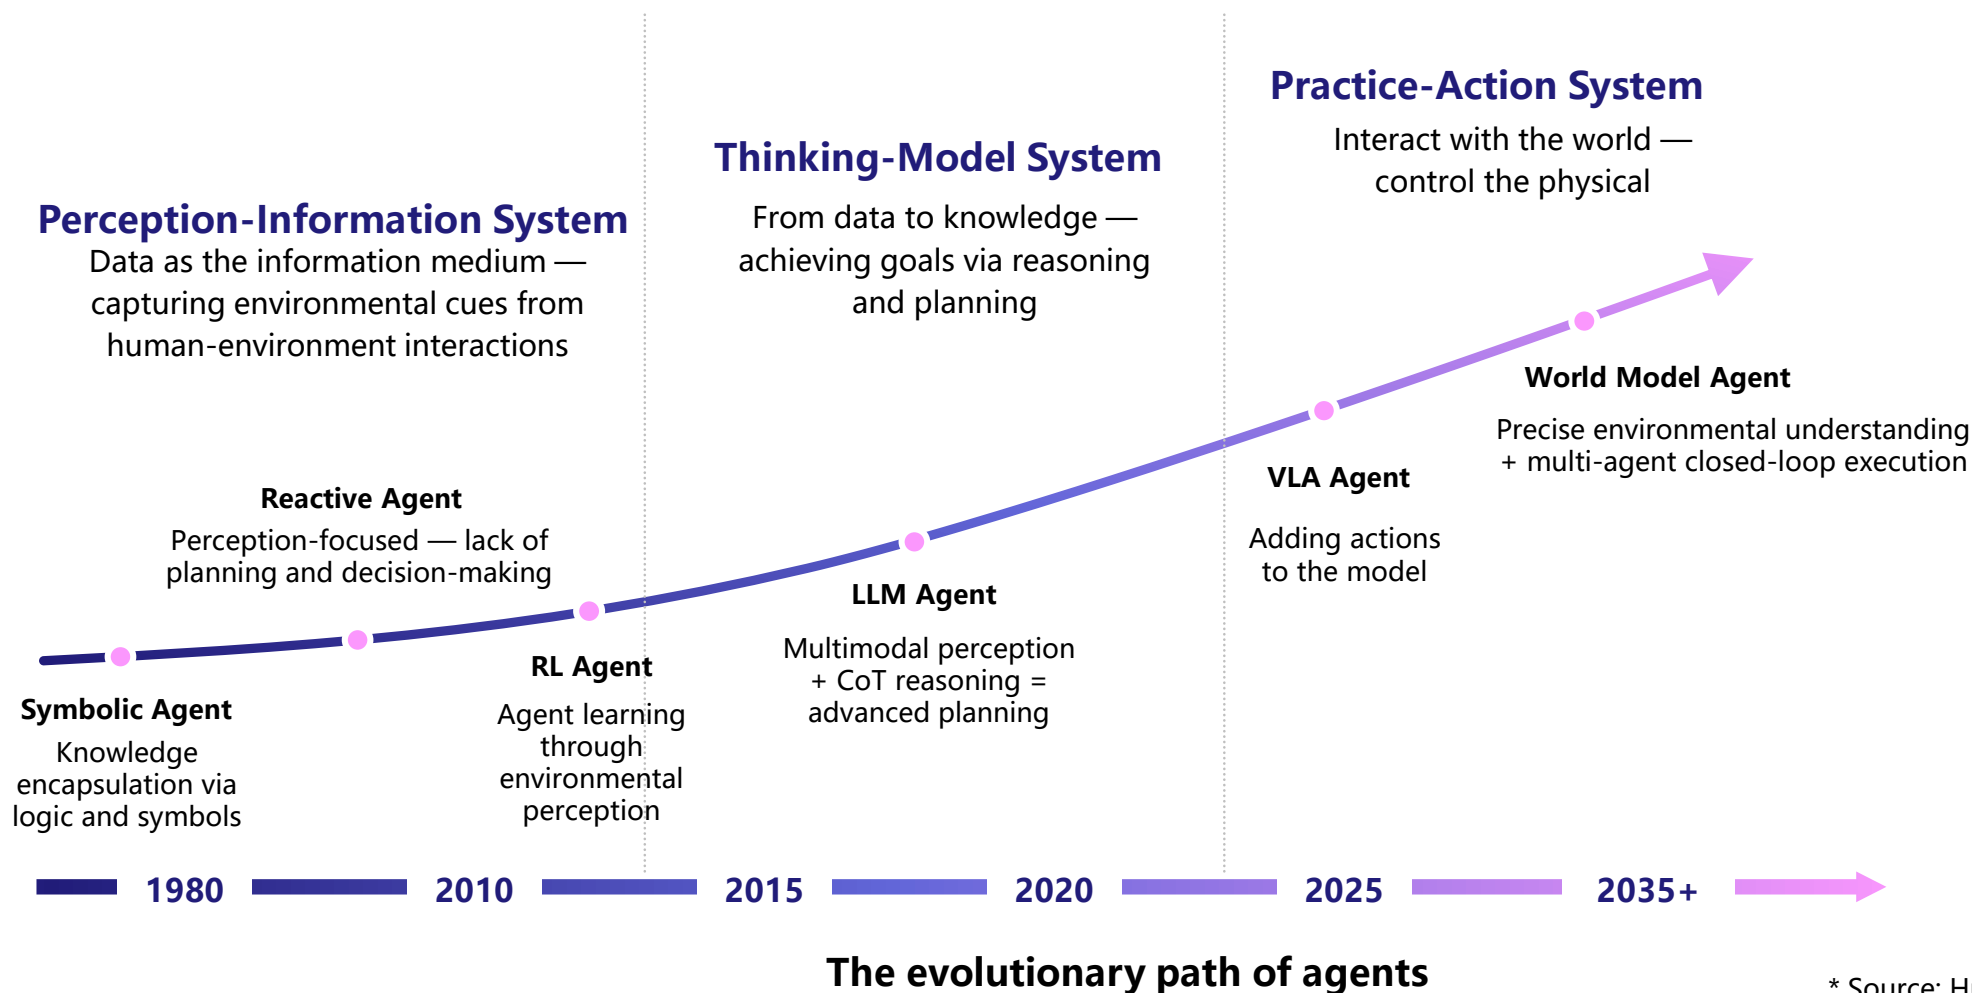 Perception-Information System
Data as the information medium —
capturing environmental cues from
human-environment interactions
Thinking-Model System
From data to knowledge —
achieving goals via reasoning
and planning
Practice-Action System
Interact with the world —
control the physical
Symbolic Agent
Knowledge
encapsulation via
logic and symbols
Reactive Agent
Perception-focused — lack of
planning and decision-making
RL Agent
Agent learning
through
environmental
perception
LLM Agent
Multimodal perception
+ CoT reasoning =
advanced planning
VLA Agent
Adding actions
to the model
World Model Agent
Precise environmental understanding
+ multi-agent closed-loop execution
1980 2010 2015 2020 2025 2035+
The evolutionary path of agents
* Source: